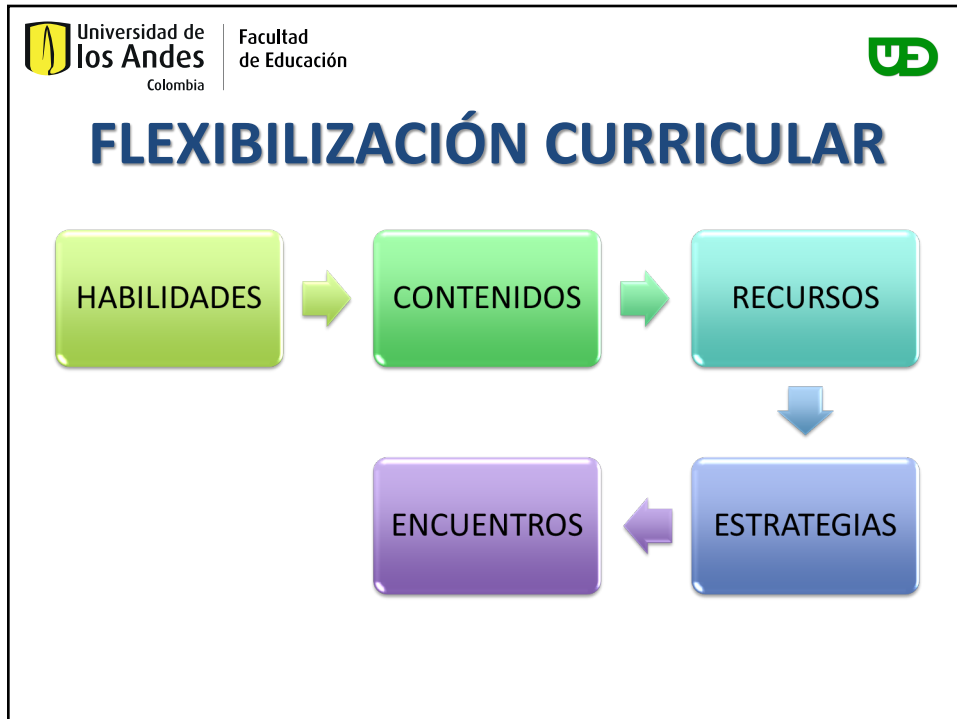 Universidad de
los Andes
Colombia
Facultad
de Educación
FLEXIBILIZACIÓN CURRICULAR
HABILIDADES
CONTENIDOS
RECURSOS
ESTRATEGIAS
ENCUENTROS